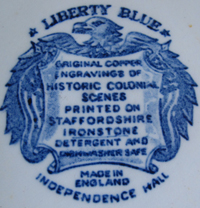 LIBERTY BLUE
ORIGINAL COPPER
ENGRAVINGS OF
HISTORIC COLONIAL
SCENES
PRINTED ON
STAFFORDSHIRE
IRONSTONE
DETERGENT AND
DISHWASHER SAFE
MADE IN
ENGLAND
INDEPENDENCE HALL